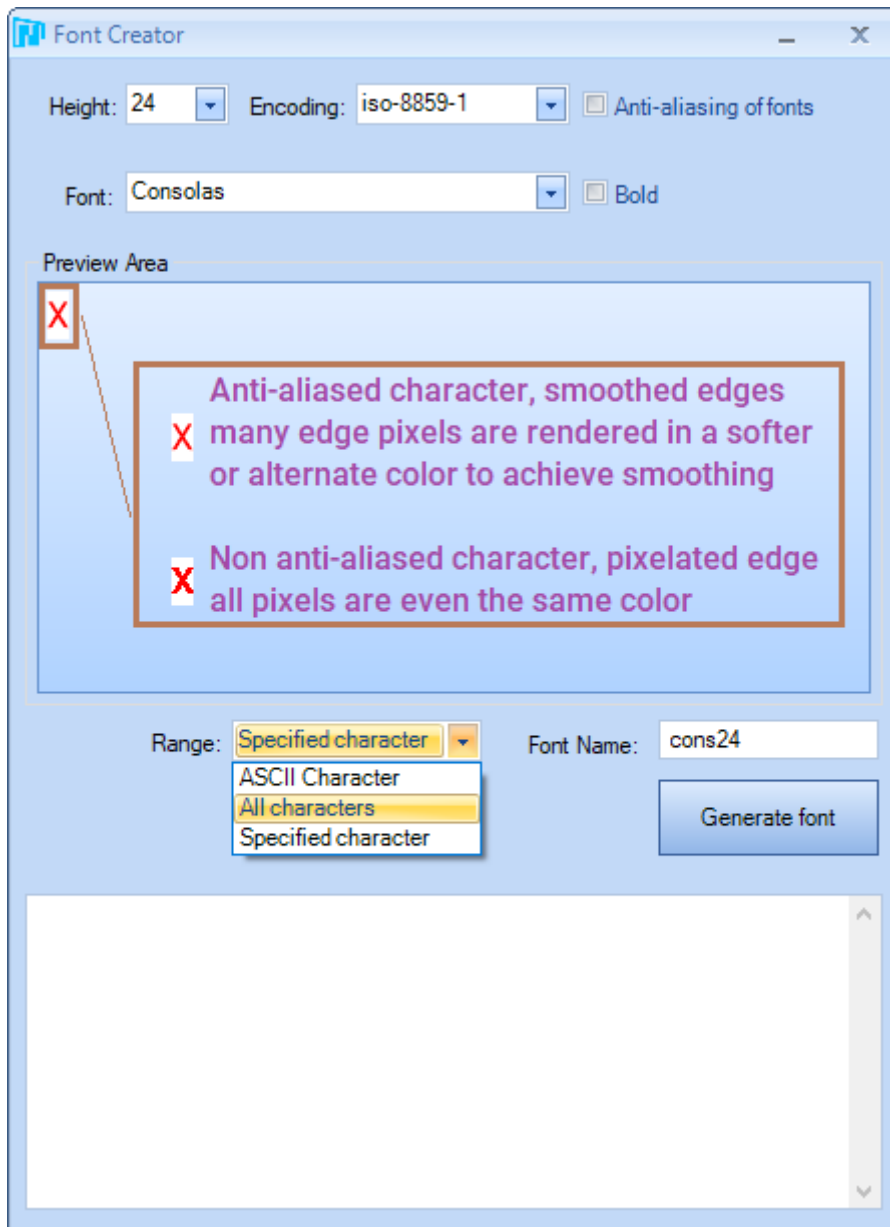 Font Creator
Height: 24 Encoding: iso-8859-1 Anti-aliasing of fonts
Font: Consolas Bold
Preview Area
X
Anti-aliased character, smoothed edges
X many edge pixels are rendered in a softer
or alternate color to achieve smoothing
Non anti-aliased character, pixelated edge
X all pixels are even the same color
Range: Specified character Font Name: cons24
ASCII Character
All characters
Specified character
Generate font